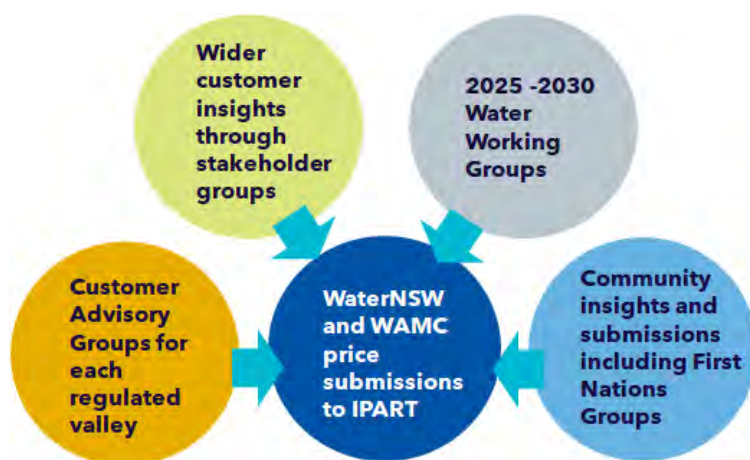 Wider
customer
insights
through
stakeholder
groups
2025 -2030
Water
Working
Groups
Customer
Advisory
Groups for
each
regulated
valley
WaterNSW
and WAMC
price
submissions
to IPART
Community
insights and
submissions
including First
Nations
Groups